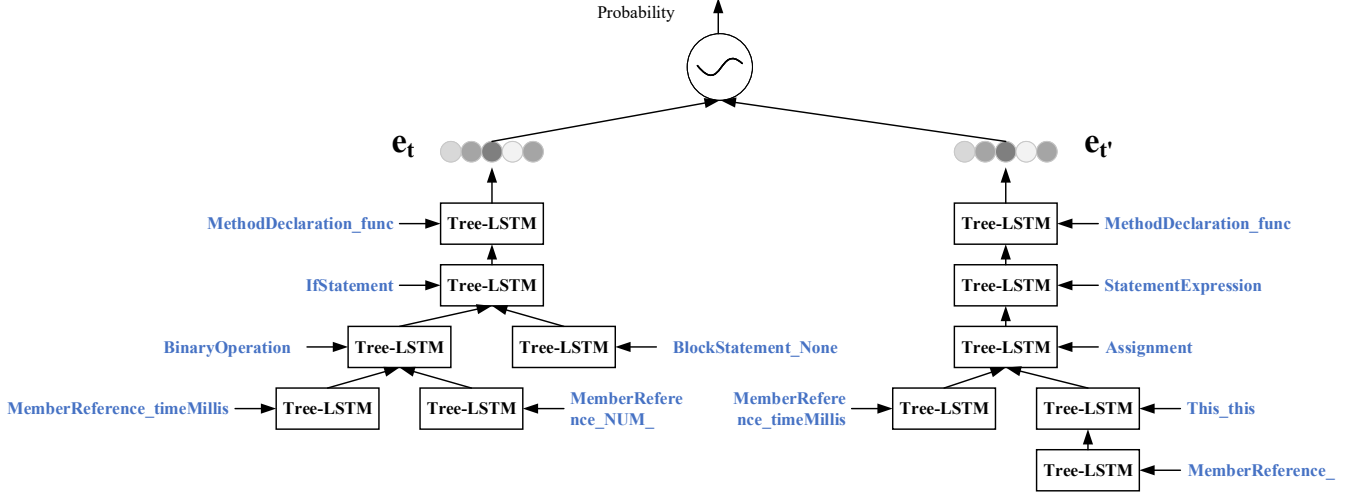 Probability
e_t
e_t'
MethodDeclaration_func
Tree-LSTM
Tree-LSTM
MethodDeclaration_func
IfStatement
Tree-LSTM
Tree-LSTM
StatementExpression
BinaryOperation
Tree-LSTM
Tree-LSTM
BlockStatement_None
Tree-LSTM
Assignment
MemberReference_timeMillis
Tree-LSTM
Tree-LSTM
MemberRefere
nce_NUM_
MemberRefere
nce_timeMillis
Tree-LSTM
Tree-LSTM
This_this
Tree-LSTM
MemberReference_